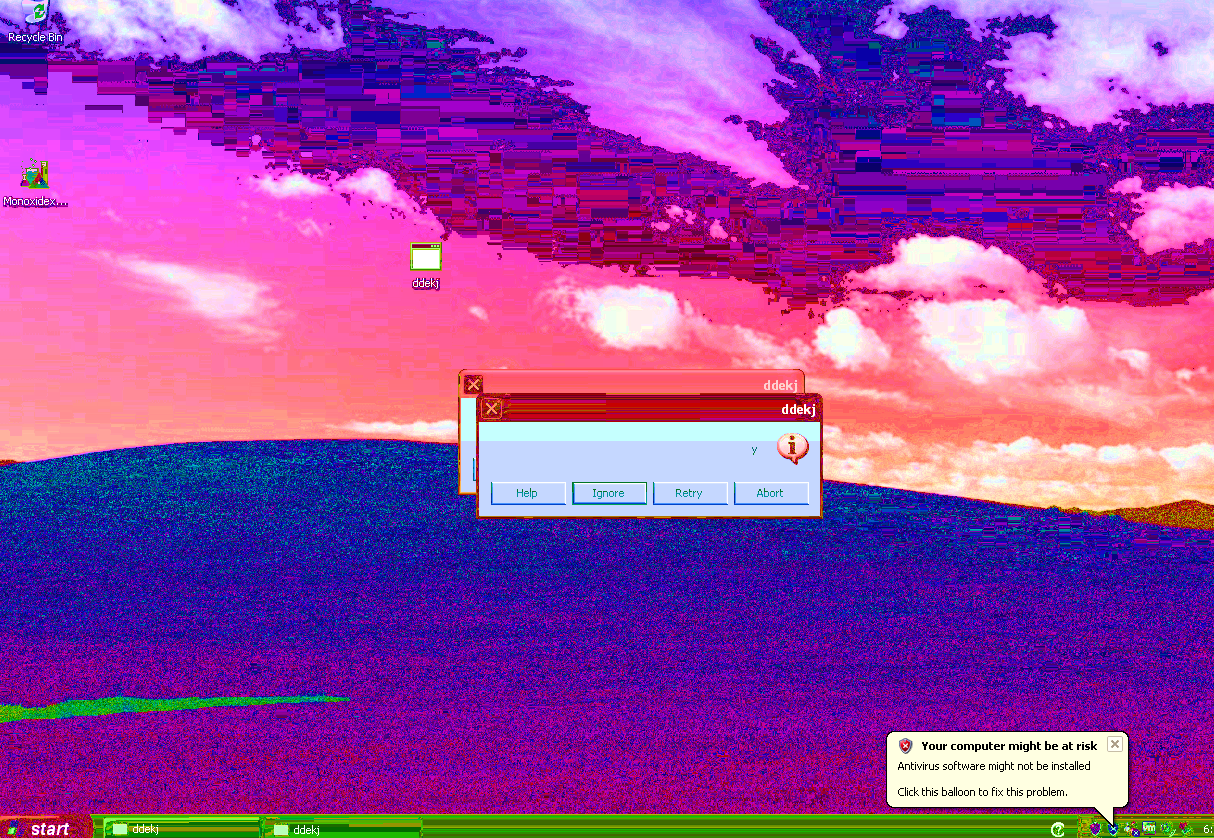 Recycle Bin
Monoxidex...
ddekj
ddekj
ddekj
y
Help Ignore Retry Abort
Your computer might be at risk
Antivirus software might not be installed
Click this balloon to fix this problem.
start ddekj ddekj